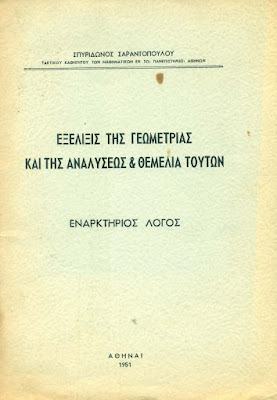 ΣΠΥΡΙΔΩΝΟΣ ΣΑΡΑΝΤΟΠΟΥΛΟΥ
ΤΑΚΤΙΚΟΥ ΚΑΘΗΓΗΤΟΥ ΤΩΝ ΜΑΘΗΜΑΤΙΚΩΝ ΕΝ ΤΩ, ΠΑΝΕΠΙΣΤΗΜΙΩ, ΑΘΗΝΩΝ
ΕΞΕΛΙΞΙΣ ΤΗΣ ΓΕΩΜΕΤΡΙΑΣ
ΚΑΙ ΤΗΣ ΑΝΑΛΥΣΕΩΣ & ΘΕΜΕΛΙΑ ΤΟΥΤΩΝ
ΕΝΑΡΚΤΗΡΙΟΣ ΛΟΓΟΣ
ΑΘΗΝΑΙ
1951